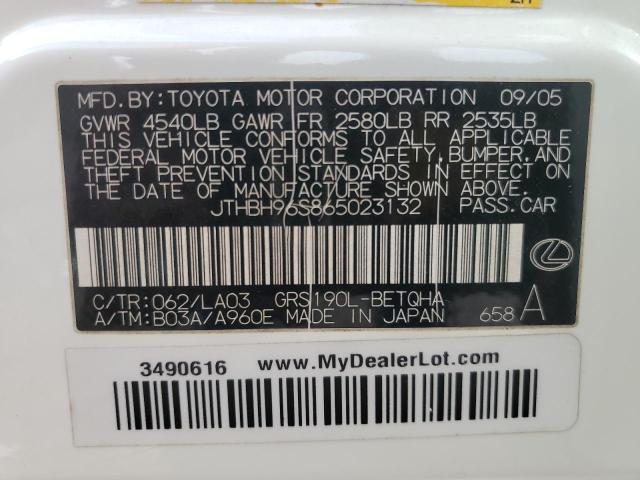 MFD. BY: TOYOTA MOTOR CORPORATION 09/05
GVWR 4540LB GAWR FR 2580LB RR 2535LB
THIS VEHICLE CONFORMS TO ALL APPLICABLE
FEDERAL MOTOR VEHICLE SAFETY, BUMPER, AND
THEFT PREVENTION STANDARDS IN EFFECT ON
THE DATE OF MANUFACTURE SHOWN ABOVE.
JTHBH96S865023132 PASS. CAR
C/TR: 062/LA03 GRS190L-BETQHA
A/TM: B03A/A960E MADE IN JAPAN 658 A
3490616 www.MyDealerLot.com